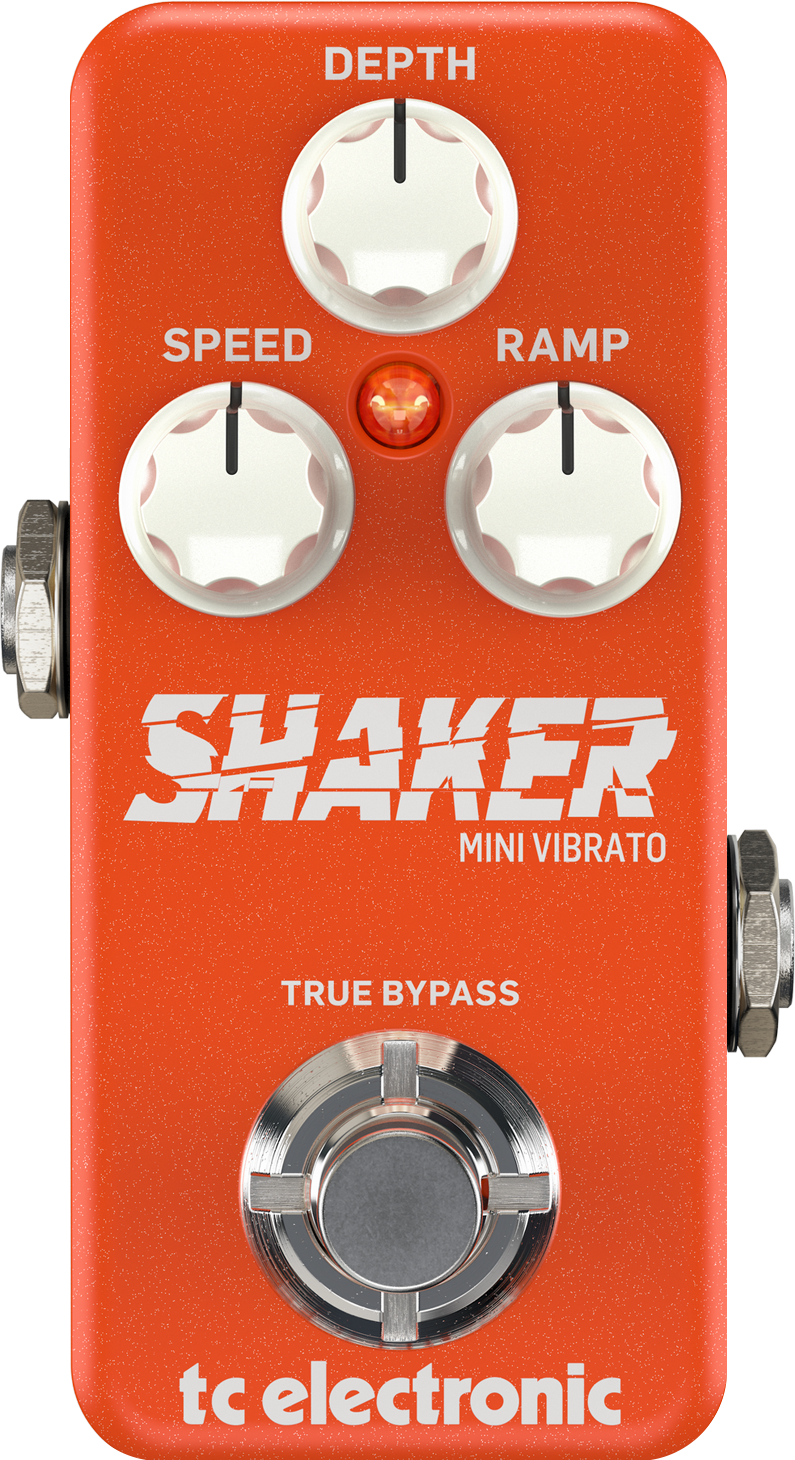 DEPTH
SPEED RAMP
SHAKER
MINI VIBRATO
TRUE BYPASS
tc electronic